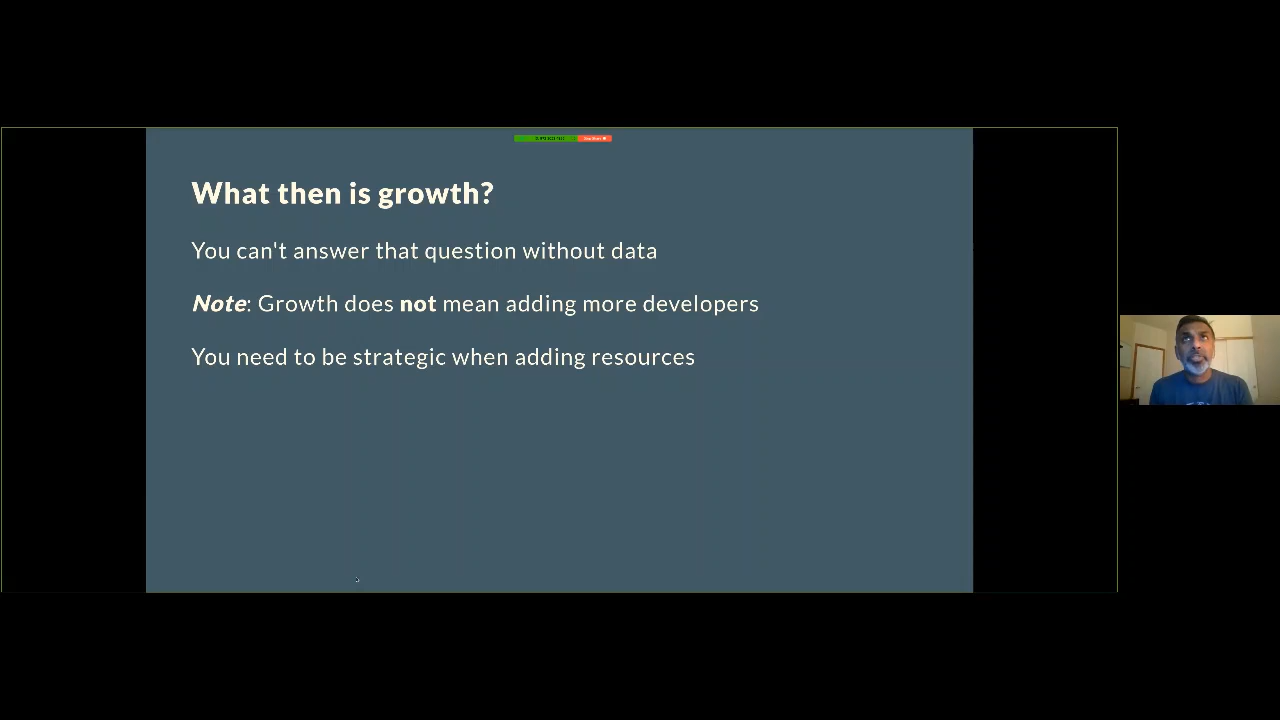 What then is growth?
You can't answer that question without data
Note: Growth does not mean adding more developers
You need to be strategic when adding resources